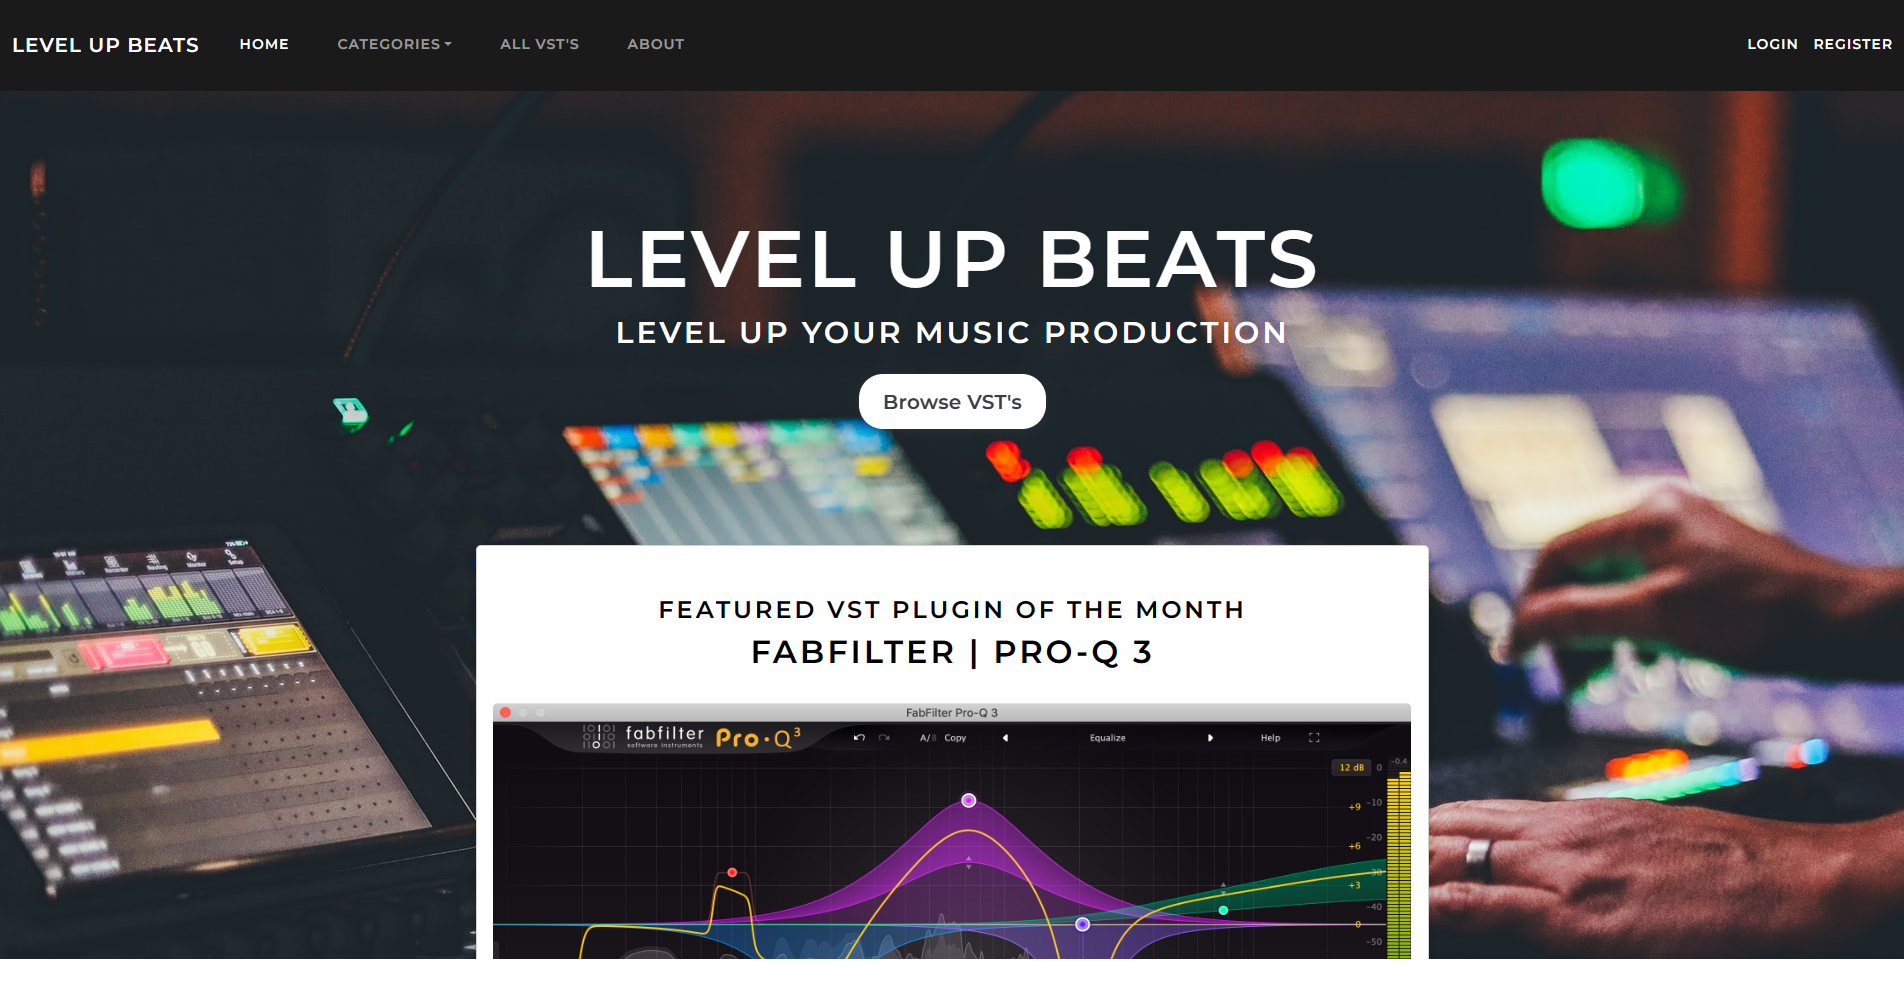 LEVEL UP BEATS HOME CATEGORIES ALL VST'S ABOUT LOGIN REGISTER
LEVEL UP BEATS
LEVEL UP YOUR MUSIC PRODUCTION
Browse VST's
FEATURED VST PLUGIN OF THE MONTH
FABFILTER | PRO-Q 3
FabFilter Pro-Q 3
fabfilter Pro·Q3 A/B Copy Equalize Help
software instruments
12 dB 0 -0.4
+9 -10
-20
+6
-30
+3
-40
0
-50